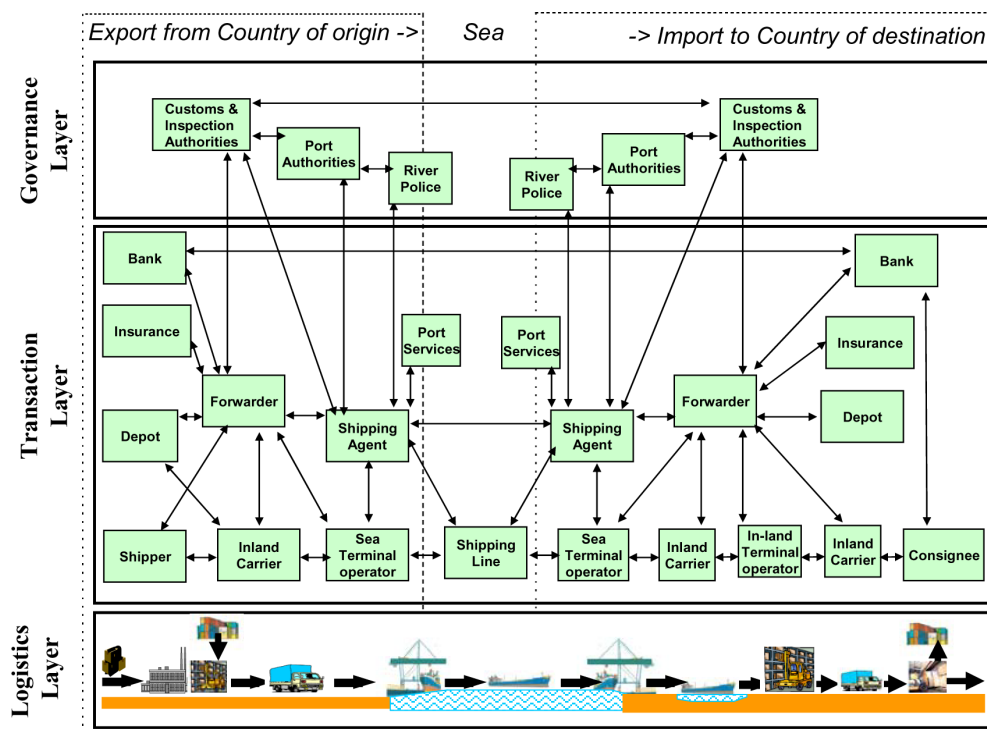 Export from Country of origin ->
Sea
-> Import to Country of destination
Governance
Layer
Customs &
Inspection
Authorities
Port
Authorities
River
Police
River
Police
Port
Authorities
Customs &
Inspection
Authorities
Transaction
Layer
Bank
Bank
Insurance
Port
Services
Port
Services
Insurance
Forwarder
Forwarder
Depot
Shipping
Agent
Shipping
Agent
Depot
Shipper
Inland
Carrier
Sea
Terminal
operator
Shipping
Line
Sea
Terminal
operator
Inland
Carrier
In-land
Terminal
operator
Inland
Carrier
Consignee
Logistics
Layer